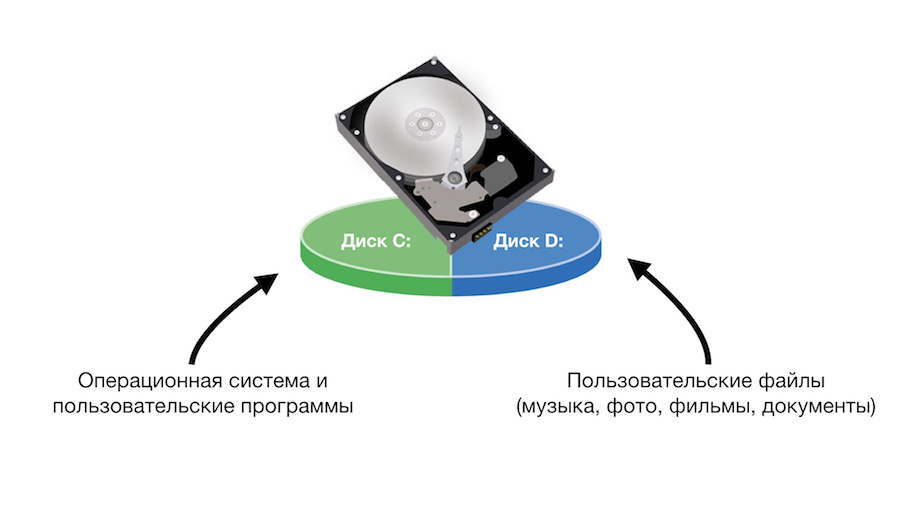 Диск C:
Диск D:
Операционная система и
пользовательские программы
Пользовательские файлы
(музыка, фото, фильмы, документы)